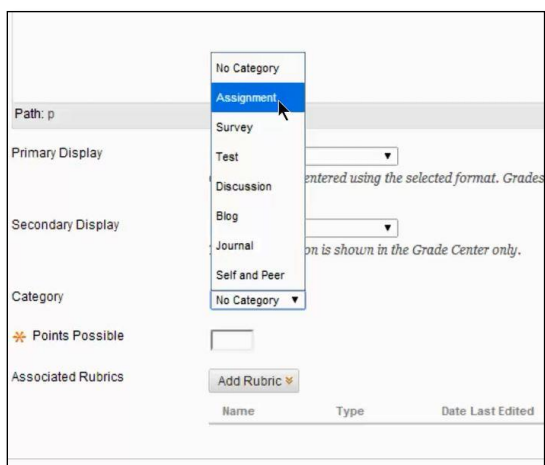 No Category
Assignment
Path: p
Survey
Primary Display
Test
entered using the selected format. Grades
Discussion
Blog
Secondary Display
Journal
on is shown in the Grade Center only.
Self and Peer
Category
No Category
Points Possible
Associated Rubrics
Add Rubric
Name Type Date Last Edited